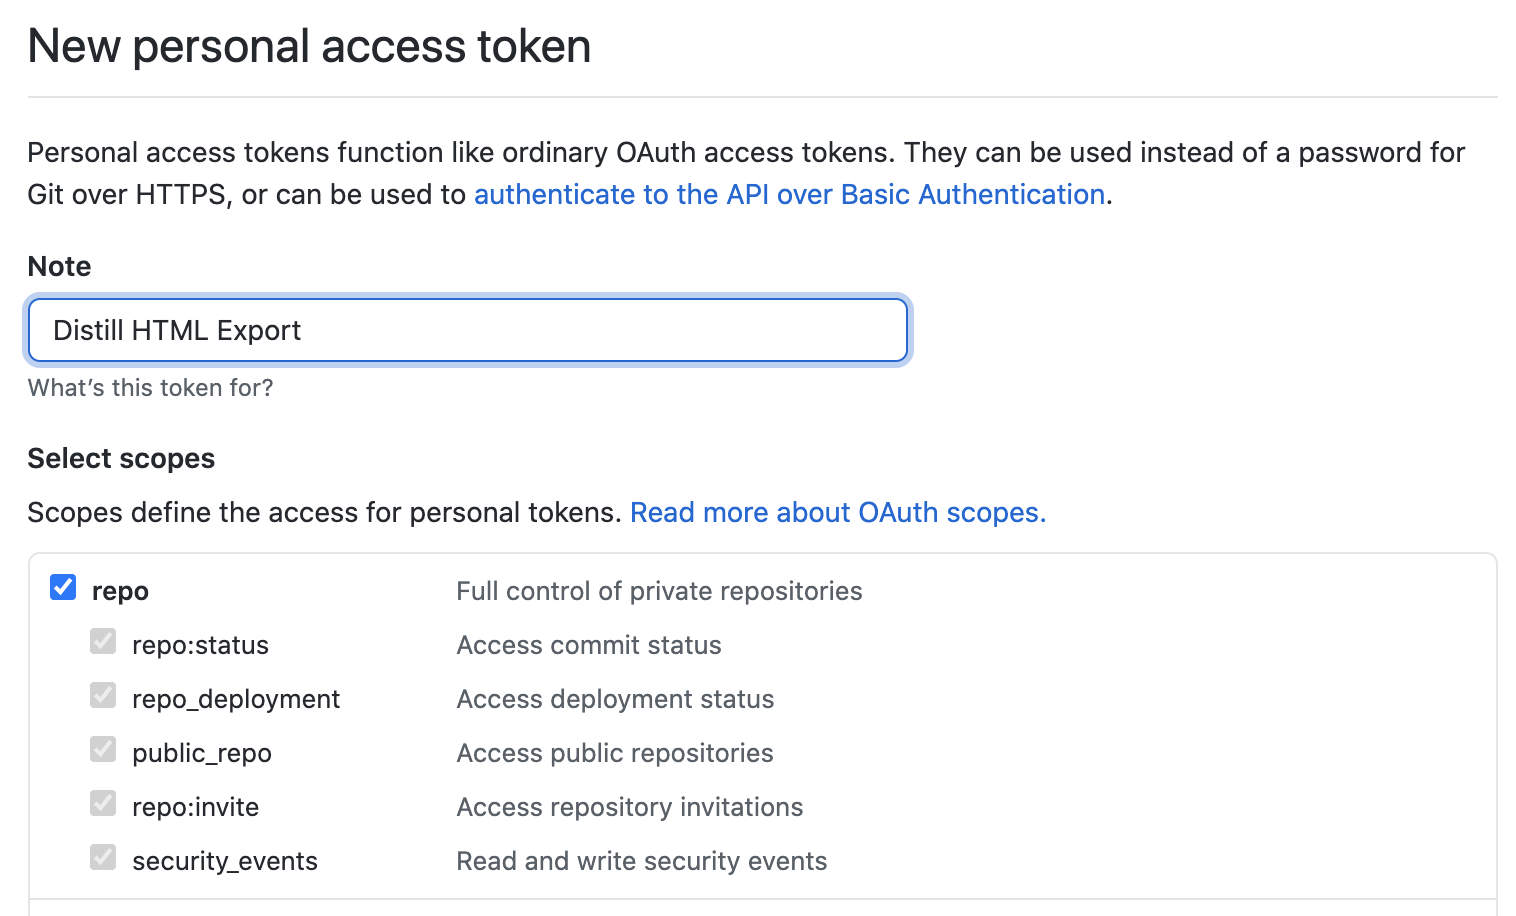 New personal access token
Personal access tokens function like ordinary OAuth access tokens. They can be used instead of a password for
Git over HTTPS, or can be used to authenticate to the API over Basic Authentication.
Note
Distill HTML Export
What's this token for?
Select scopes
Scopes define the access for personal tokens. Read more about OAuth scopes.
repo Full control of private repositories
repo:status Access commit status
repo_deployment Access deployment status
public_repo Access public repositories
repo:invite Access repository invitations
security_events Read and write security events